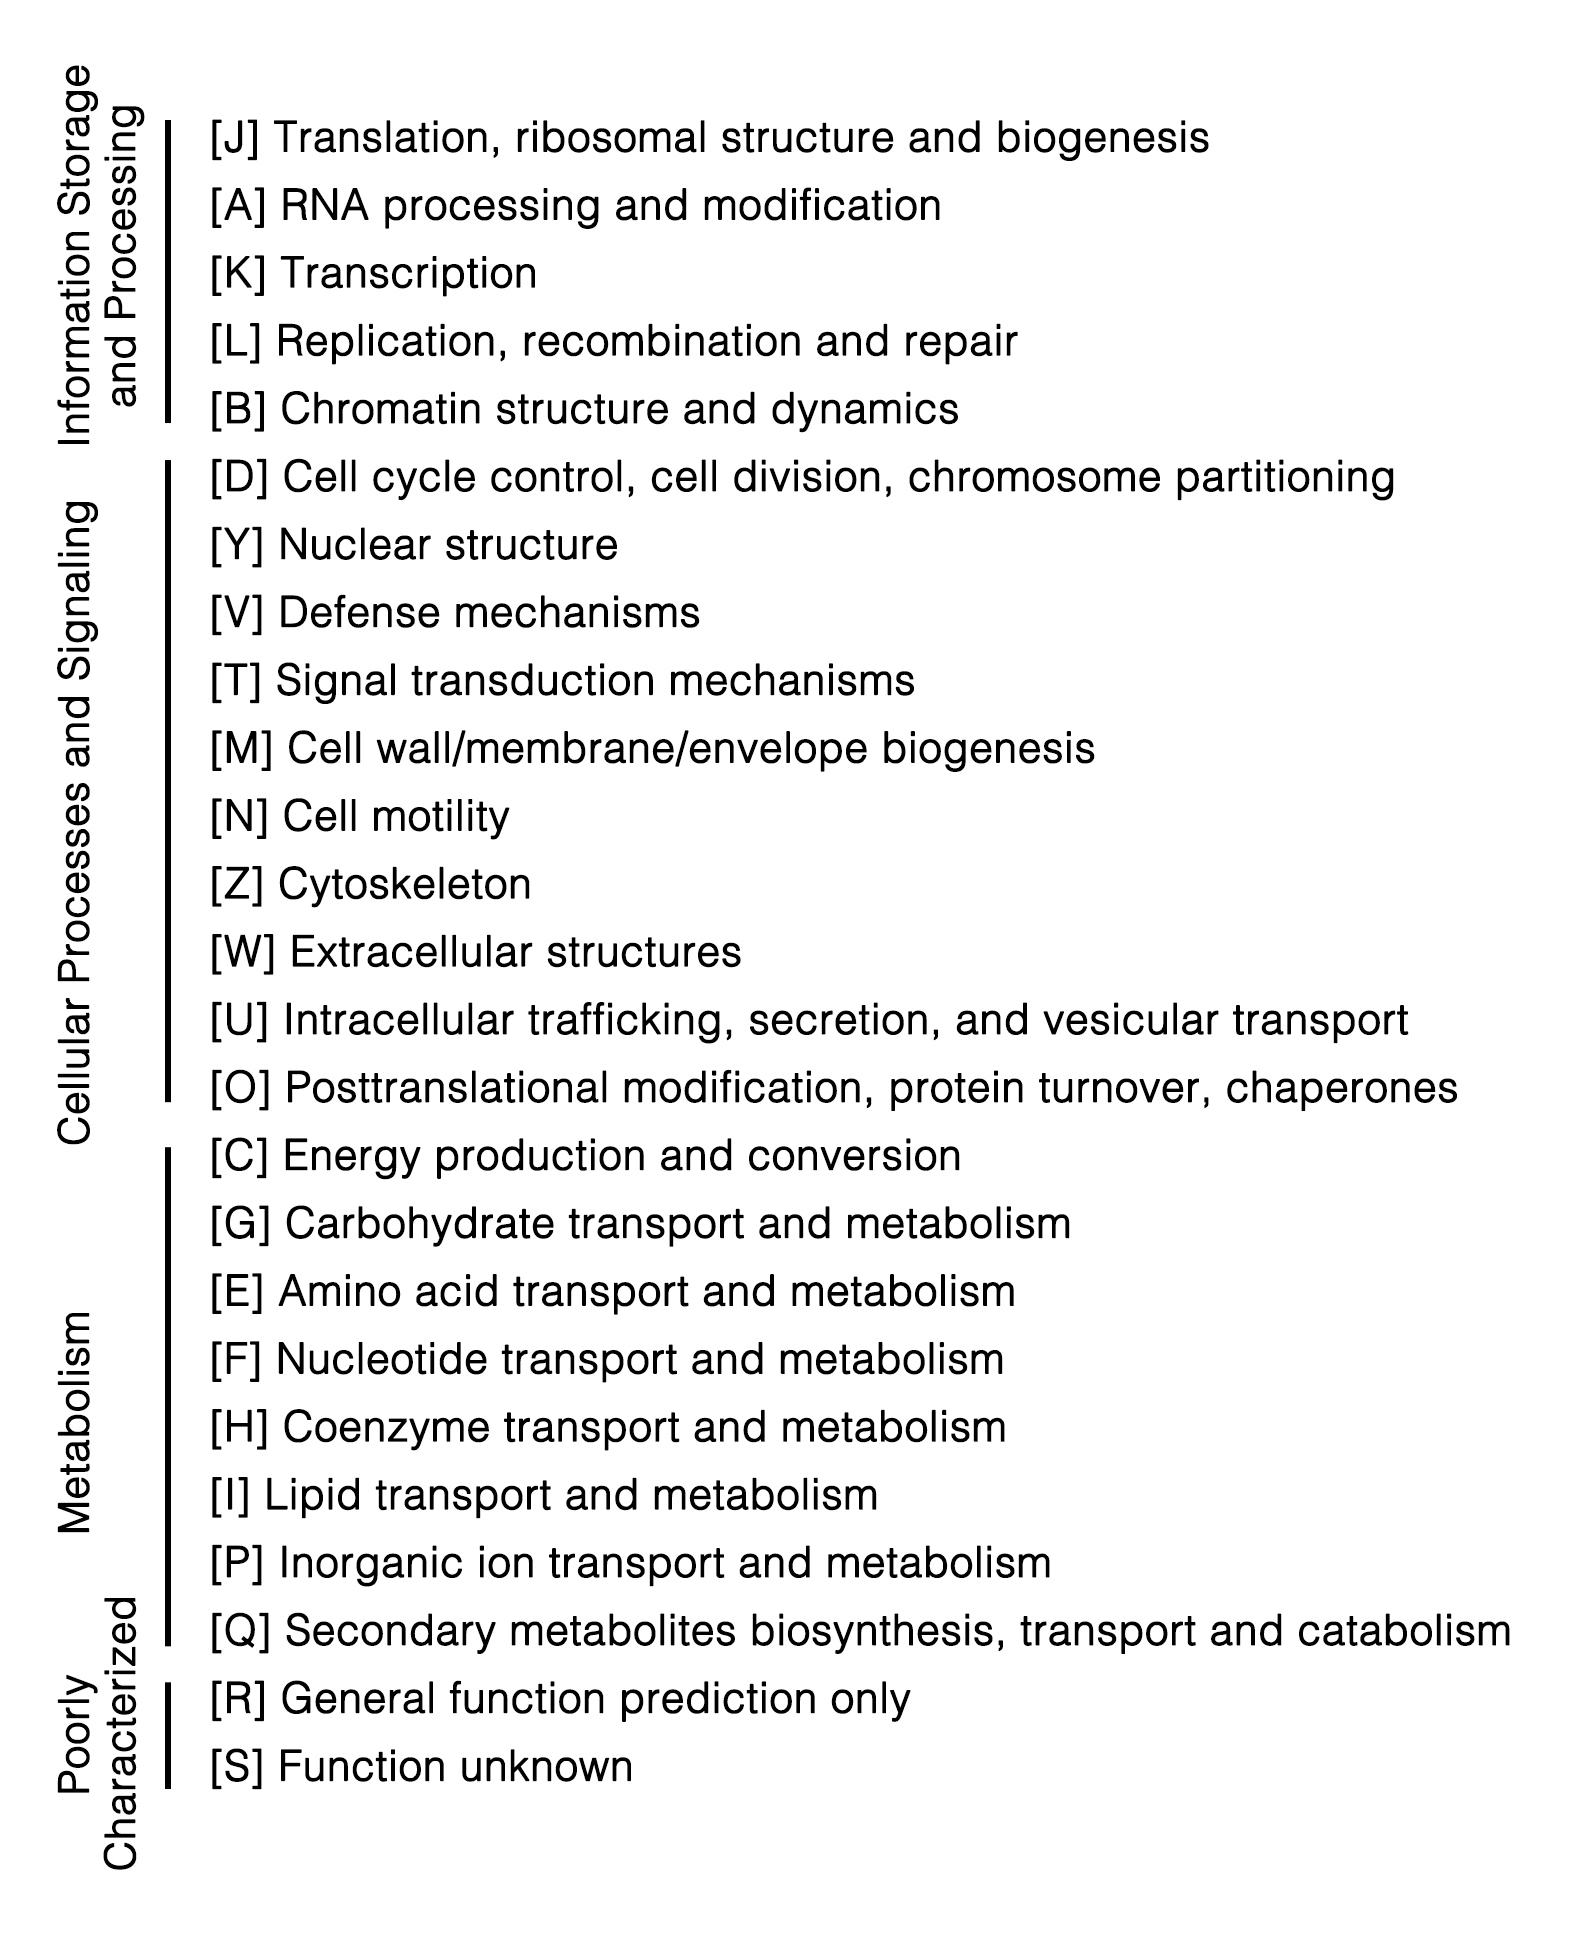 Information Storage
and Processing
[J] Translation, ribosomal structure and biogenesis
[A] RNA processing and modification
[K] Transcription
[L] Replication, recombination and repair
[B] Chromatin structure and dynamics
Cellular Processes and Signaling
[D] Cell cycle control, cell division, chromosome partitioning
[Y] Nuclear structure
[V] Defense mechanisms
[T] Signal transduction mechanisms
[M] Cell wall/membrane/envelope biogenesis
[N] Cell motility
[Z] Cytoskeleton
[W] Extracellular structures
[U] Intracellular trafficking, secretion, and vesicular transport
[O] Posttranslational modification, protein turnover, chaperones
Metabolism
[C] Energy production and conversion
[G] Carbohydrate transport and metabolism
[E] Amino acid transport and metabolism
[F] Nucleotide transport and metabolism
[H] Coenzyme transport and metabolism
[I] Lipid transport and metabolism
[P] Inorganic ion transport and metabolism
[Q] Secondary metabolites biosynthesis, transport and catabolism
Poorly
Characterized
[R] General function prediction only
[S] Function unknown